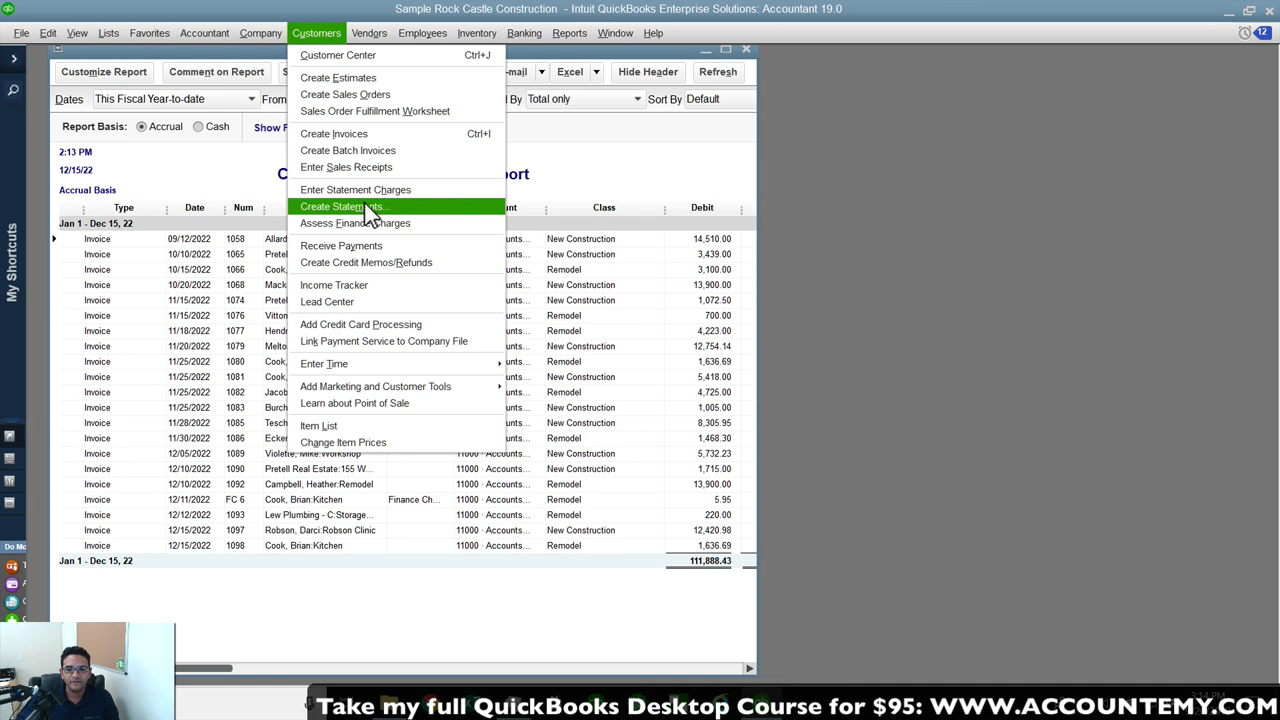 Sample Rock Castle Construction - Intuit QuickBooks Enterprise Solutions: Accountant 19.0
File Edit View Lists Favorites Accountant Company Customers Vendors Employees Inventory Banking Reports Window Help 12
Customer Center Ctrl+J
Create Estimates
Create Sales Orders
Sales Order Fulfillment Worksheet
Create Invoices Ctrl+I
Create Batch Invoices
Enter Sales Receipts
Enter Statement Charges
Create Statements...
Assess Finance Charges
Receive Payments
Create Credit Memos/Refunds
Income Tracker
Lead Center
Add Credit Card Processing
Link Payment Service to Company File
Enter Time
Add Marketing and Customer Tools
Learn about Point of Sale
Item List
Change Item Prices
Customize Report Comment on Report Excel Hide Header Refresh
Dates This Fiscal Year-to-date From Total only Sort By Default
Report Basis: Accrual Cash
2:13 PM
12/15/22
Accrual Basis
Type Date Num Class Debit
Jan 1 - Dec 15, 22
Invoice 09/12/2022 1058 New Construction 14,510.00
Invoice 10/10/2022 1065 New Construction 3,439.00
Invoice 10/15/2022 1066 Cook, Remodel 3,100.00
Invoice 10/20/2022 1068 New Construction 13,900.00
Invoice 11/15/2022 1074 New Construction 1,072.50
Invoice 11/15/2022 1076 Remodel 700.00
Invoice 11/18/2022 1077 Remodel 4,223.00
Invoice 11/20/2022 1079 New Construction 12,754.14
Invoice 11/25/2022 1080 Cook, Remodel 1,636.69
Invoice 11/25/2022 1081 Cook, Remodel 5,418.00
Invoice 11/25/2022 1082 Remodel 4,725.00
Invoice 11/25/2022 1083 Remodel 1,005.00
Invoice 11/28/2022 1085 Remodel 8,305.95
Invoice 11/30/2022 1086 Remodel 1,468.30
Invoice 12/05/2022 1089 Violette, Mike:Workshop 11000 · Accounts... Remodel 5,732.23
Invoice 12/10/2022 1090 Pretell Real Estate:155 W... 11000 · Accounts... New Construction 1,715.00
Invoice 12/10/2022 1092 Campbell, Heather:Remodel 11000 · Accounts... Remodel 13,900.00
Invoice 12/11/2022 FC 6 Cook, Brian:Kitchen Finance Ch... 11000 · Accounts... Remodel 5.95
Invoice 12/12/2022 1093 Lew Plumbing - C:Storage... 11000 · Accounts... Remodel 220.00
Invoice 12/15/2022 1097 Robson, Darci:Robson Clinic 11000 · Accounts... New Construction 12,420.98
Invoice 12/15/2022 1098 Cook, Brian:Kitchen 11000 · Accounts... Remodel 1,636.69
Jan 1 - Dec 15, 22 111,888.43
My Shortcuts
Take my full QuickBooks Desktop Course for $95: WWW.ACCOUNTEMY.COM